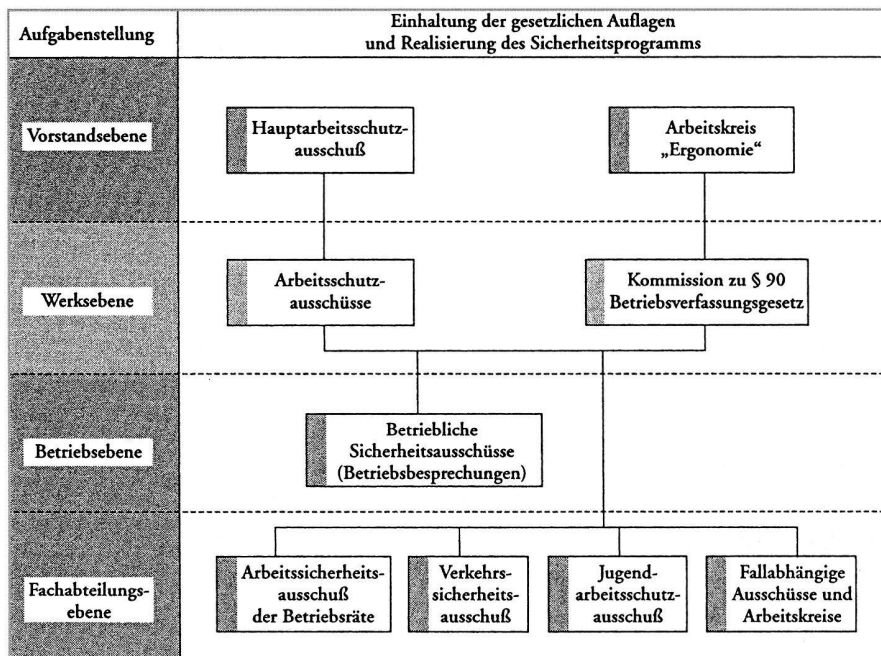 Aufgabenstellung
Einhaltung der gesetzlichen Auflagen
und Realisierung des Sicherheitsprogramms
Vorstandsebene
Hauptarbeitsschutz-
ausschuß
Arbeitskreis
„Ergonomie“
Werksebene
Arbeitsschutz-
ausschüsse
Kommission zu § 90
Betriebsverfassungsgesetz
Betriebsebene
Betriebliche
Sicherheitsausschüsse
(Betriebsbesprechungen)
Fachabteilungs-
ebene
Arbeitssicherheits-
ausschuß
der Betriebsräte
Verkehrs-
sicherheits-
ausschuß
Jugend-
arbeitsschutz-
ausschuß
Fallabhängige
Ausschüsse und
Arbeitskreise